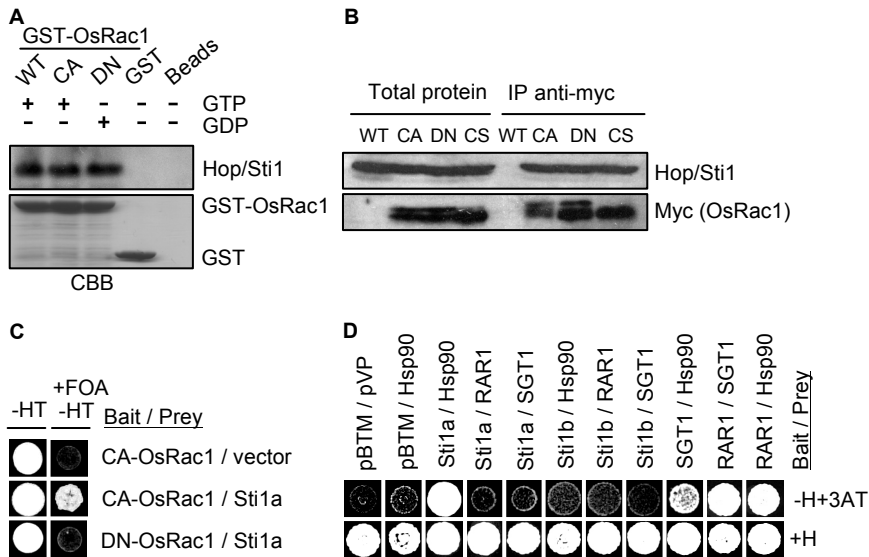 A
GST-OsRac1
WT CA DN GST Beads
+ + - - - GTP
- - + - - GDP
Hop/Sti1
GST-OsRac1
GST
CBB
B
Total protein IP anti-myc
WT CA DN CS WT CA DN CS
Hop/Sti1
Myc (OsRac1)
C
+FOA
-HT -HT Bait / Prey
CA-OsRac1 / vector
CA-OsRac1 / Sti1a
DN-OsRac1 / Sti1a
D
pBTM / pVP
pBTM / Hsp90
Sti1a / Hsp90
Sti1a / RAR1
Sti1a / SGT1
Sti1b / Hsp90
Sti1b / RAR1
Sti1b / SGT1
SGT1 / Hsp90
RAR1 / SGT1
RAR1 / Hsp90
Bait / Prey
-H+3AT
+H